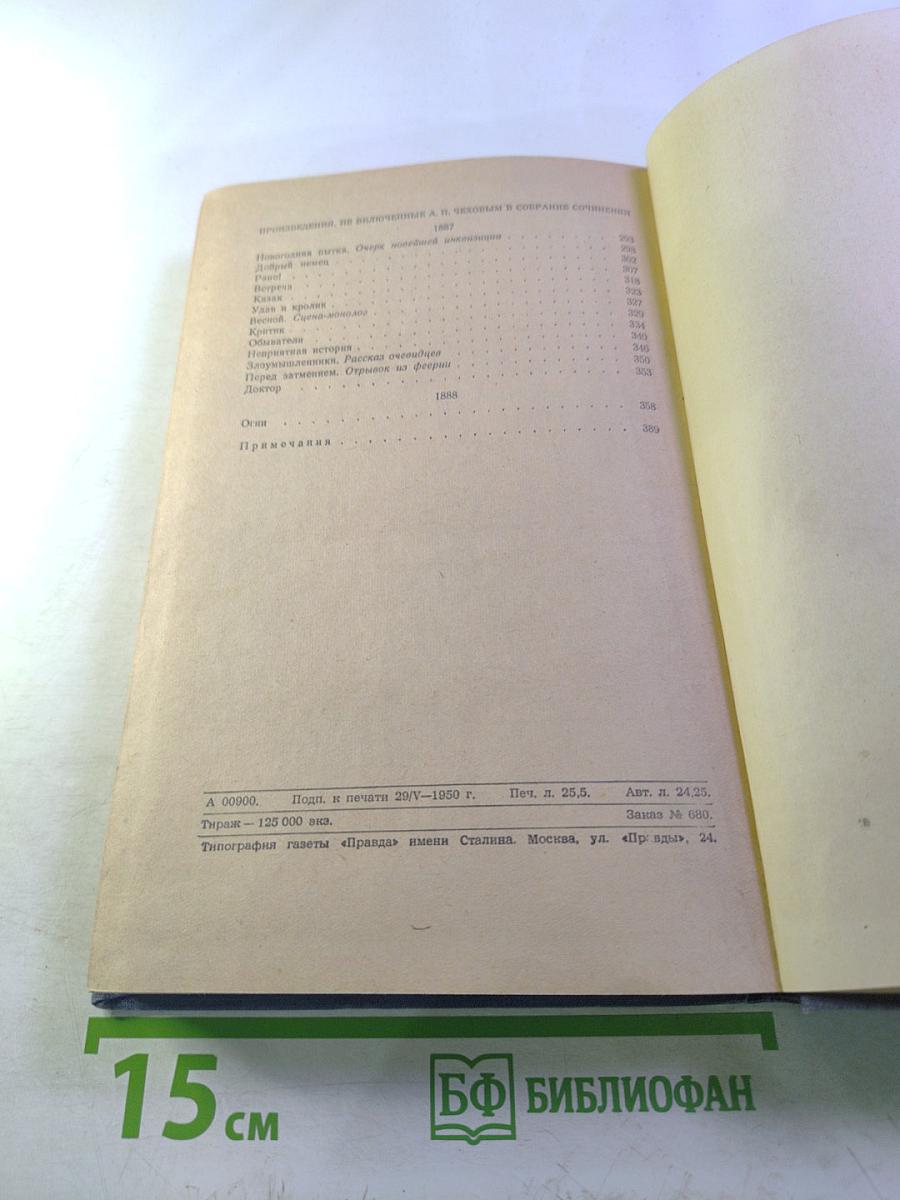 ПРОИЗВЕДЕНИЯ, НЕ ВКЛЮЧЕННЫЕ А. П. ЧЕХОВЫМ В СОБРАНИЕ СОЧИНЕНИЙ
1887
Новогодняя пытка. Очерк новейшей инквизиции . . . . . . . . 293
Добрый немец . . . . . . . . 298
Рано! . . . . . . . . 302
Встреча . . . . . . . . 307
Казак . . . . . . . . 318
Удав и кролик . . . . . . . . 323
Весной. Сцена-монолог . . . . . . . . 327
Критик . . . . . . . . 329
Обыватели . . . . . . . . 334
Неприятная история . . . . . . . . 340
Злоумышленники. Рассказ очевидцев . . . . . . . . 346
Перед затмением. Отрывок из феерии . . . . . . . . 350
Доктор . . . . . . . . 353
1888
Огни . . . . . . . . 358
Примечания . . . . . . . . 389
А 00900. Подп. к печати 29/V—1950 г. Печ. л. 25,5. Авт. л. 24,25.
Тираж — 125 000 экз. Заказ № 680.
Типография газеты «Правда» имени Сталина. Москва, ул. «Правды», 24.
15 см
БФ БИБЛИОФАН